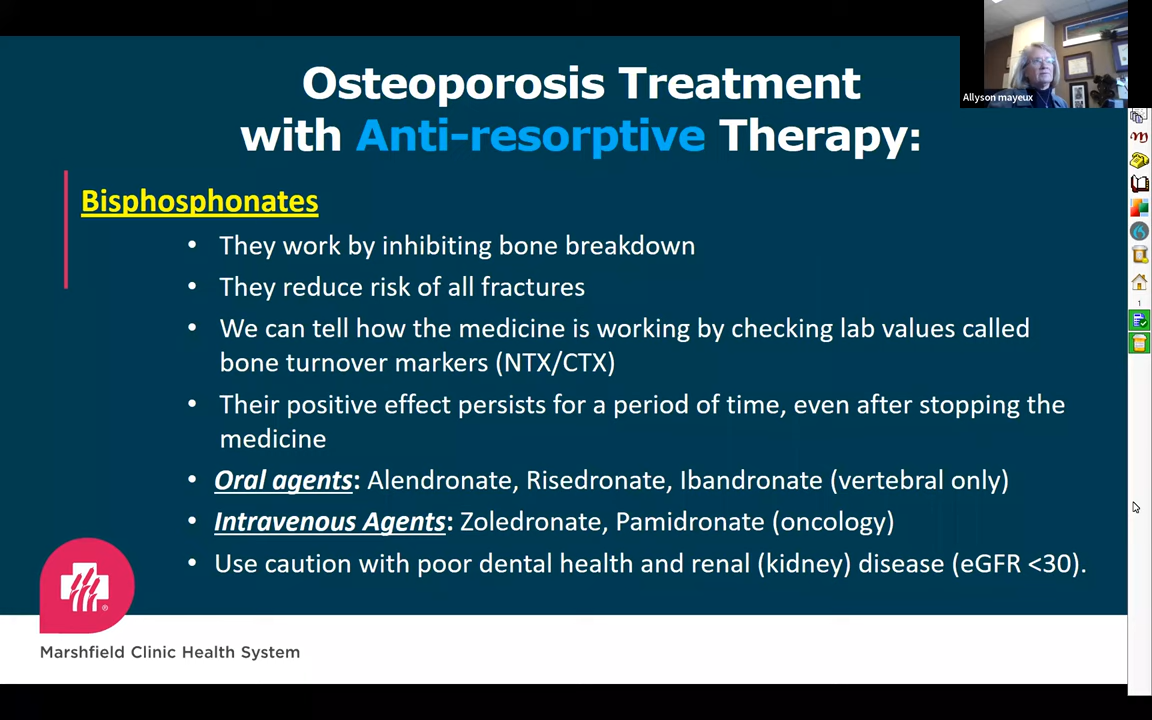 Osteoporosis Treatment
with Anti-resorptive Therapy:
Allyson mayeux
Bisphosphonates
• They work by inhibiting bone breakdown
• They reduce risk of all fractures
• We can tell how the medicine is working by checking lab values called
bone turnover markers (NTX/CTX)
• Their positive effect persists for a period of time, even after stopping the
medicine
• Oral agents: Alendronate, Risedronate, Ibandronate (vertebral only)
• Intravenous Agents: Zoledronate, Pamidronate (oncology)
• Use caution with poor dental health and renal (kidney) disease (eGFR <30).
Marshfield Clinic Health System
m
1